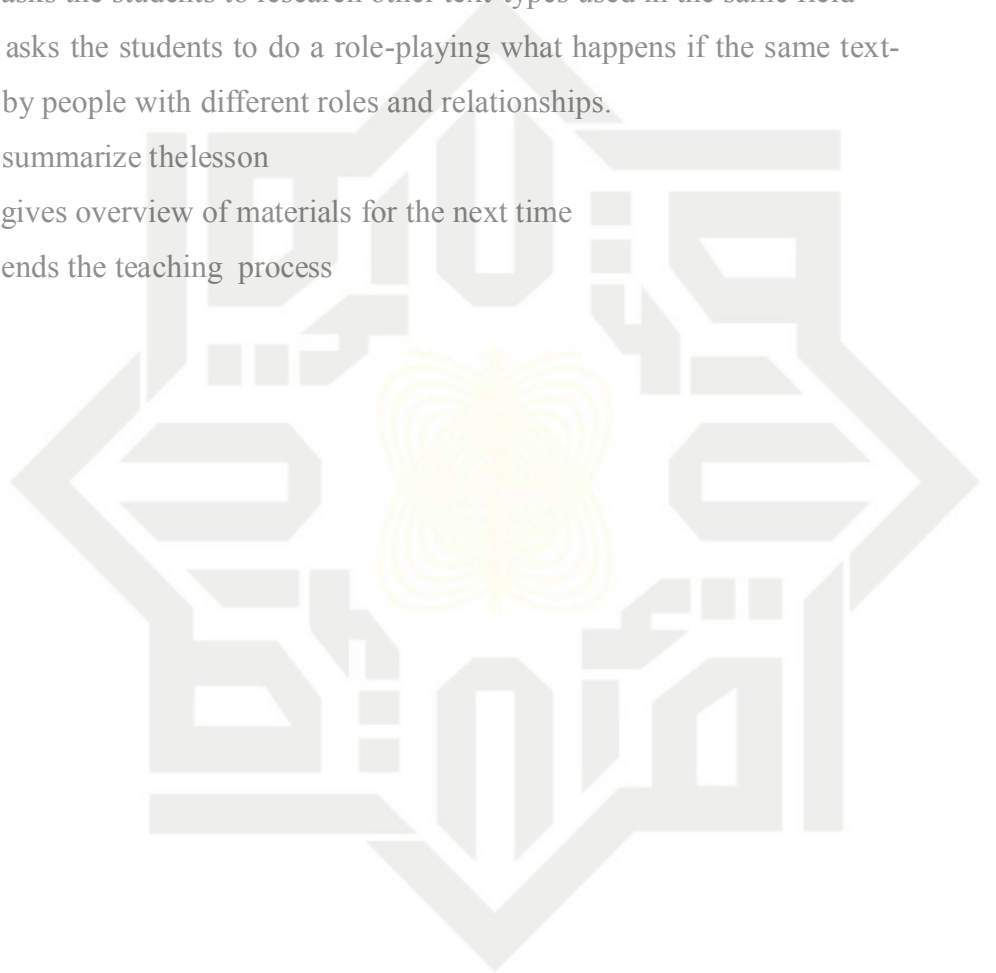 asks the students to research other text-types used in the same field
asks the students to do a role-playing what happens if the same text-
by people with different roles and relationships.
summarize thelesson
gives overview of materials for the next time
ends the teaching process